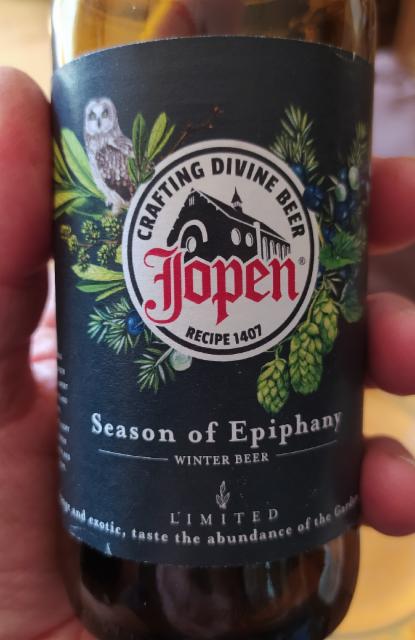 CRAFTING DIVINE BEER
Jopen®
RECIPE 1407
Season of Epiphany
WINTER BEER
LIMITED
and exotic, taste the abundance of the